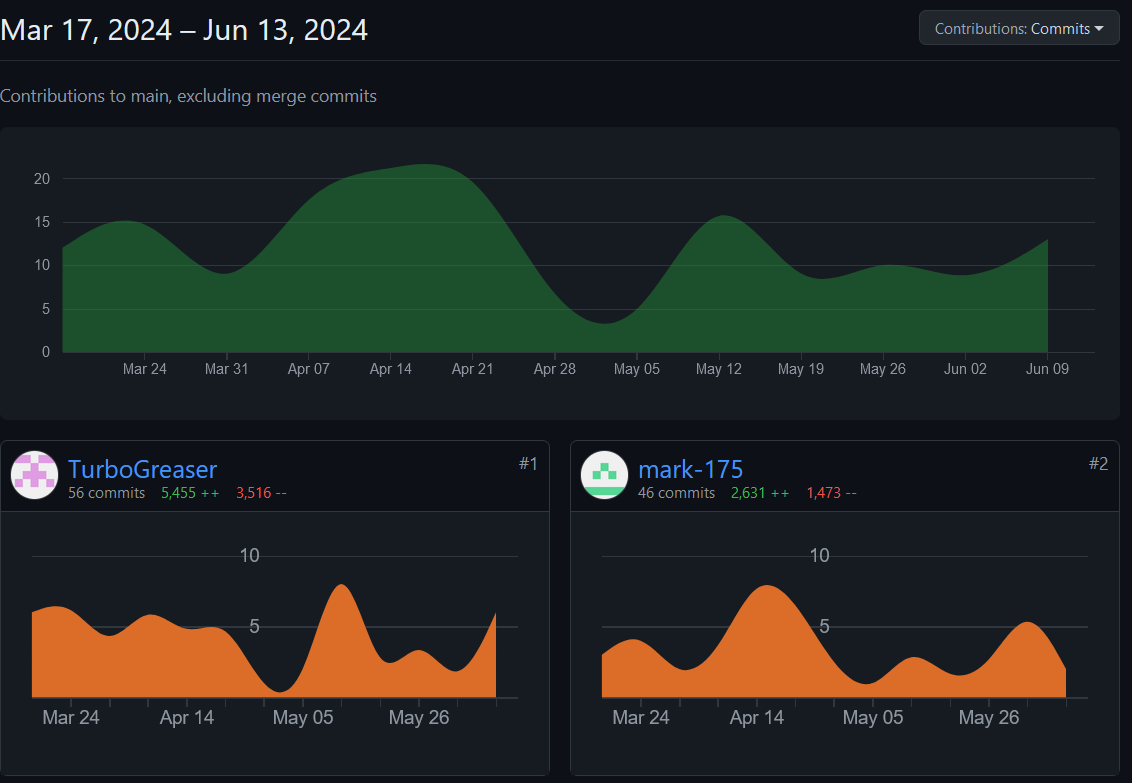 Mar 17, 2024 – Jun 13, 2024
Contributions: Commits
Contributions to main, excluding merge commits
20
15
10
5
0
Mar 24 Mar 31 Apr 07 Apr 14 Apr 21 Apr 28 May 05 May 12 May 19 May 26 Jun 02 Jun 09
TurboGreaser
#1
56 commits 5,455 ++ 3,516 --
10
5
Mar 24 Apr 14 May 05 May 26
mark-175
#2
46 commits 2,631 ++ 1,473 --
10
5
Mar 24 Apr 14 May 05 May 26